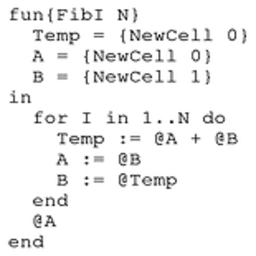 fun{FibI N}
  Temp = {NewCell 0}
  A = {NewCell 0}
  B = {NewCell 1}
in
  for I in 1..N do
    Temp := @A + @B
    A := @B
    B := @Temp
  end
  @A
end